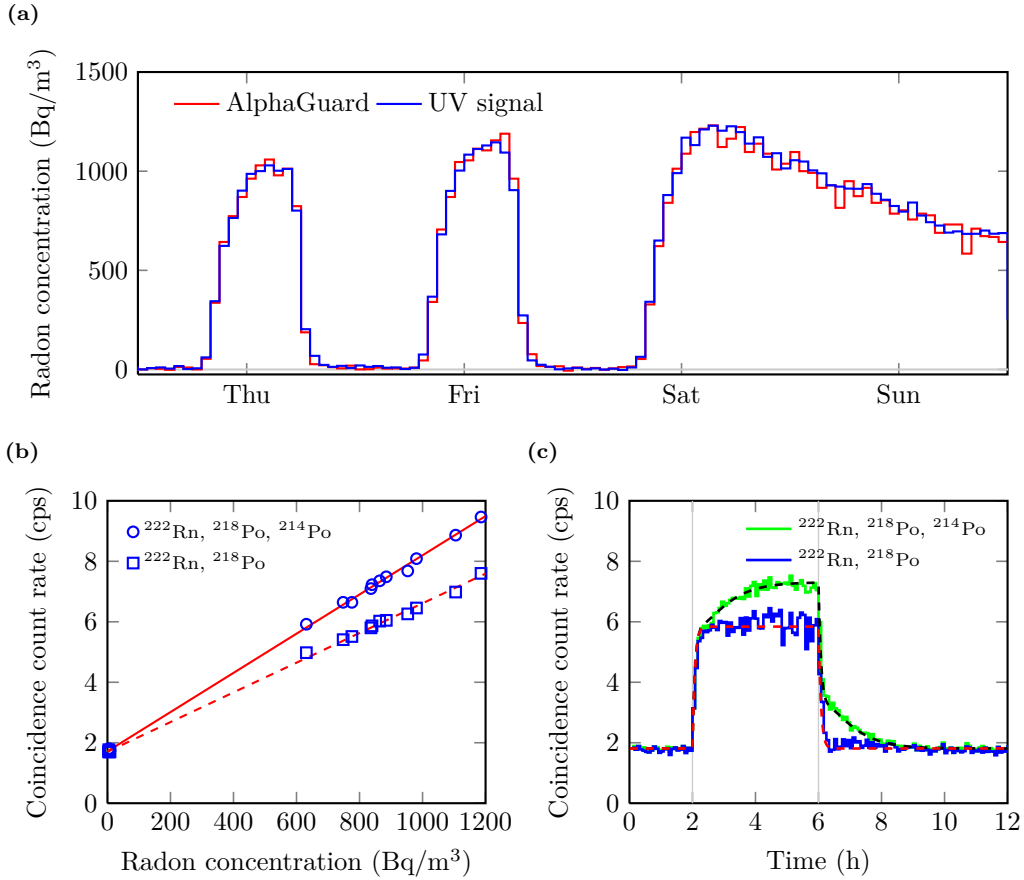 (a)
Radon concentration (Bq/m³)
1500
1000
500
0
AlphaGuard
UV signal
Thu Fri Sat Sun
(b)
Coincidence count rate (cps)
10
8
6
4
2
0
²²²Rn, ²¹⁸Po, ²¹⁴Po
²²²Rn, ²¹⁸Po
0 200 400 600 800 1000 1200
Radon concentration (Bq/m³)
(c)
Coincidence count rate (cps)
10
8
6
4
2
0
²²²Rn, ²¹⁸Po, ²¹⁴Po
²²²Rn, ²¹⁸Po
0 2 4 6 8 10 12
Time (h)